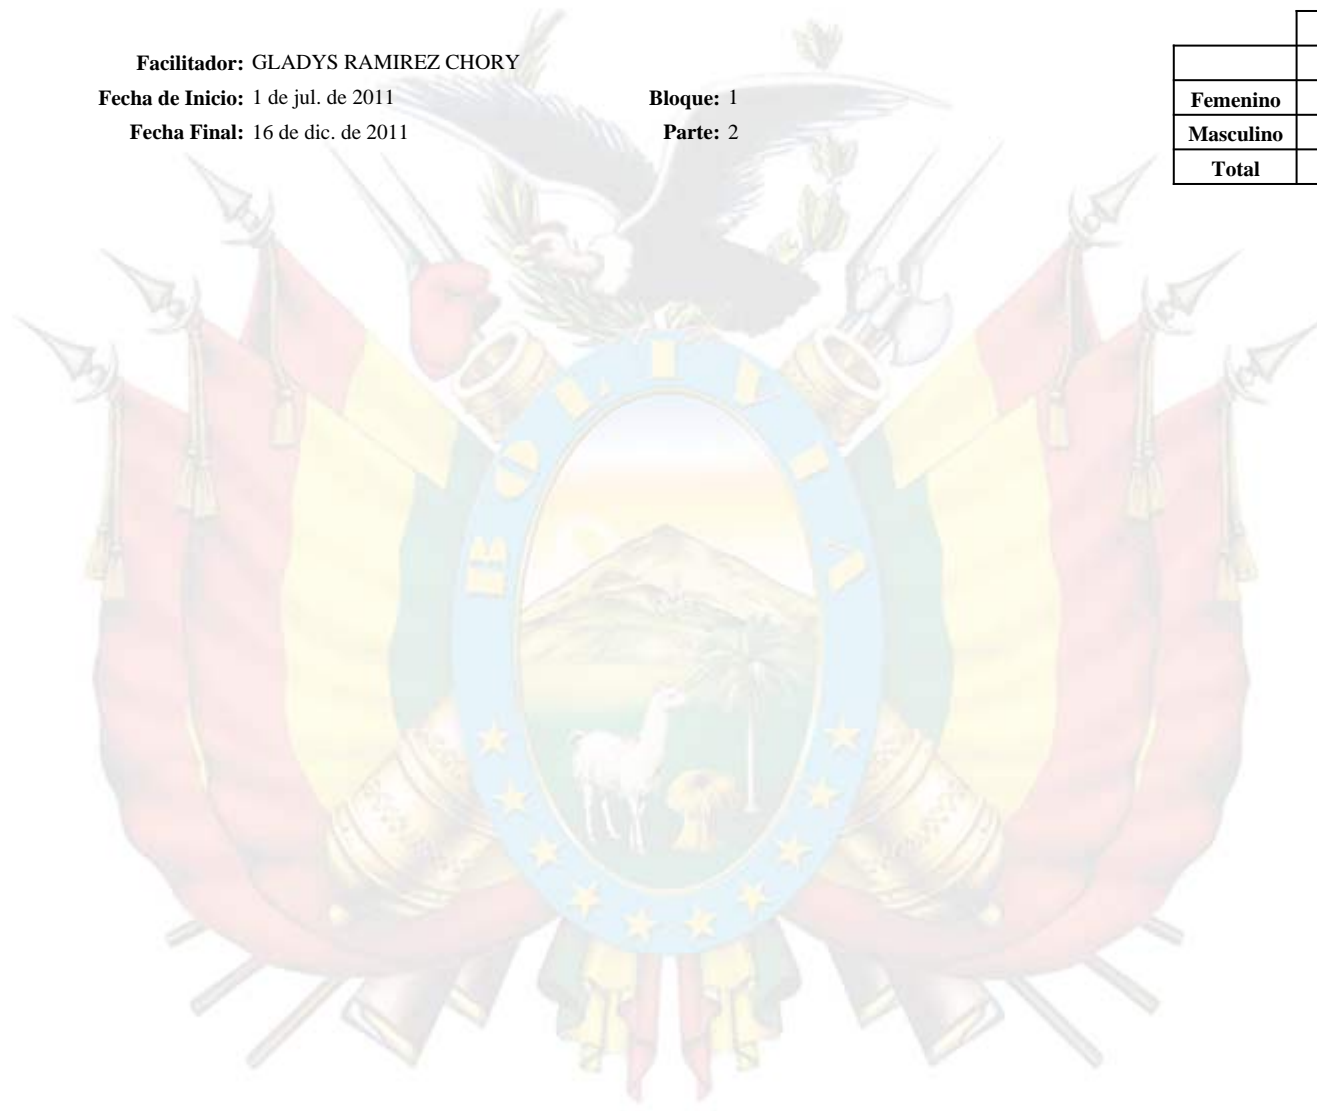 Facilitador: GLADYS RAMIREZ CHORY
Fecha de Inicio: 1 de jul. de 2011 Bloque: 1
Fecha Final: 16 de dic. de 2011 Parte: 2
Femenino
Masculino
Total
BOLIVIA